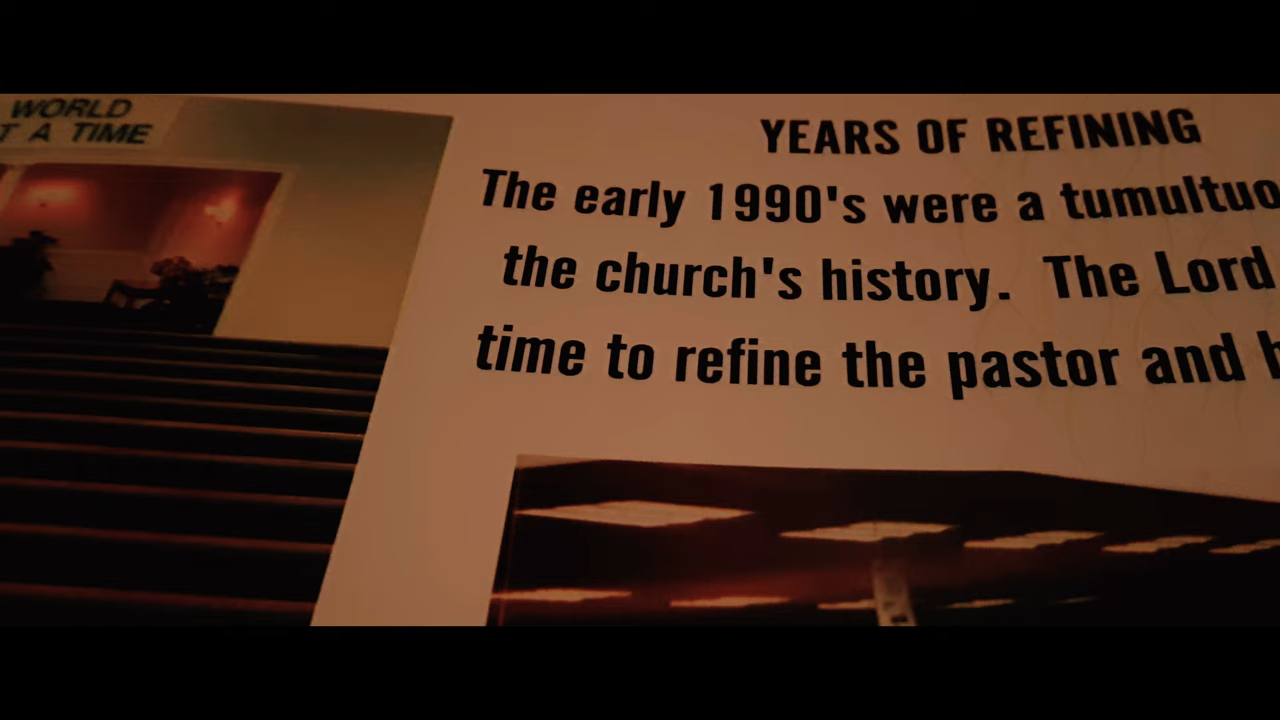 WORLD
T A TIME
YEARS OF REFINING
The early 1990's were a
the church's history. The Lord
time to refine the pastor and